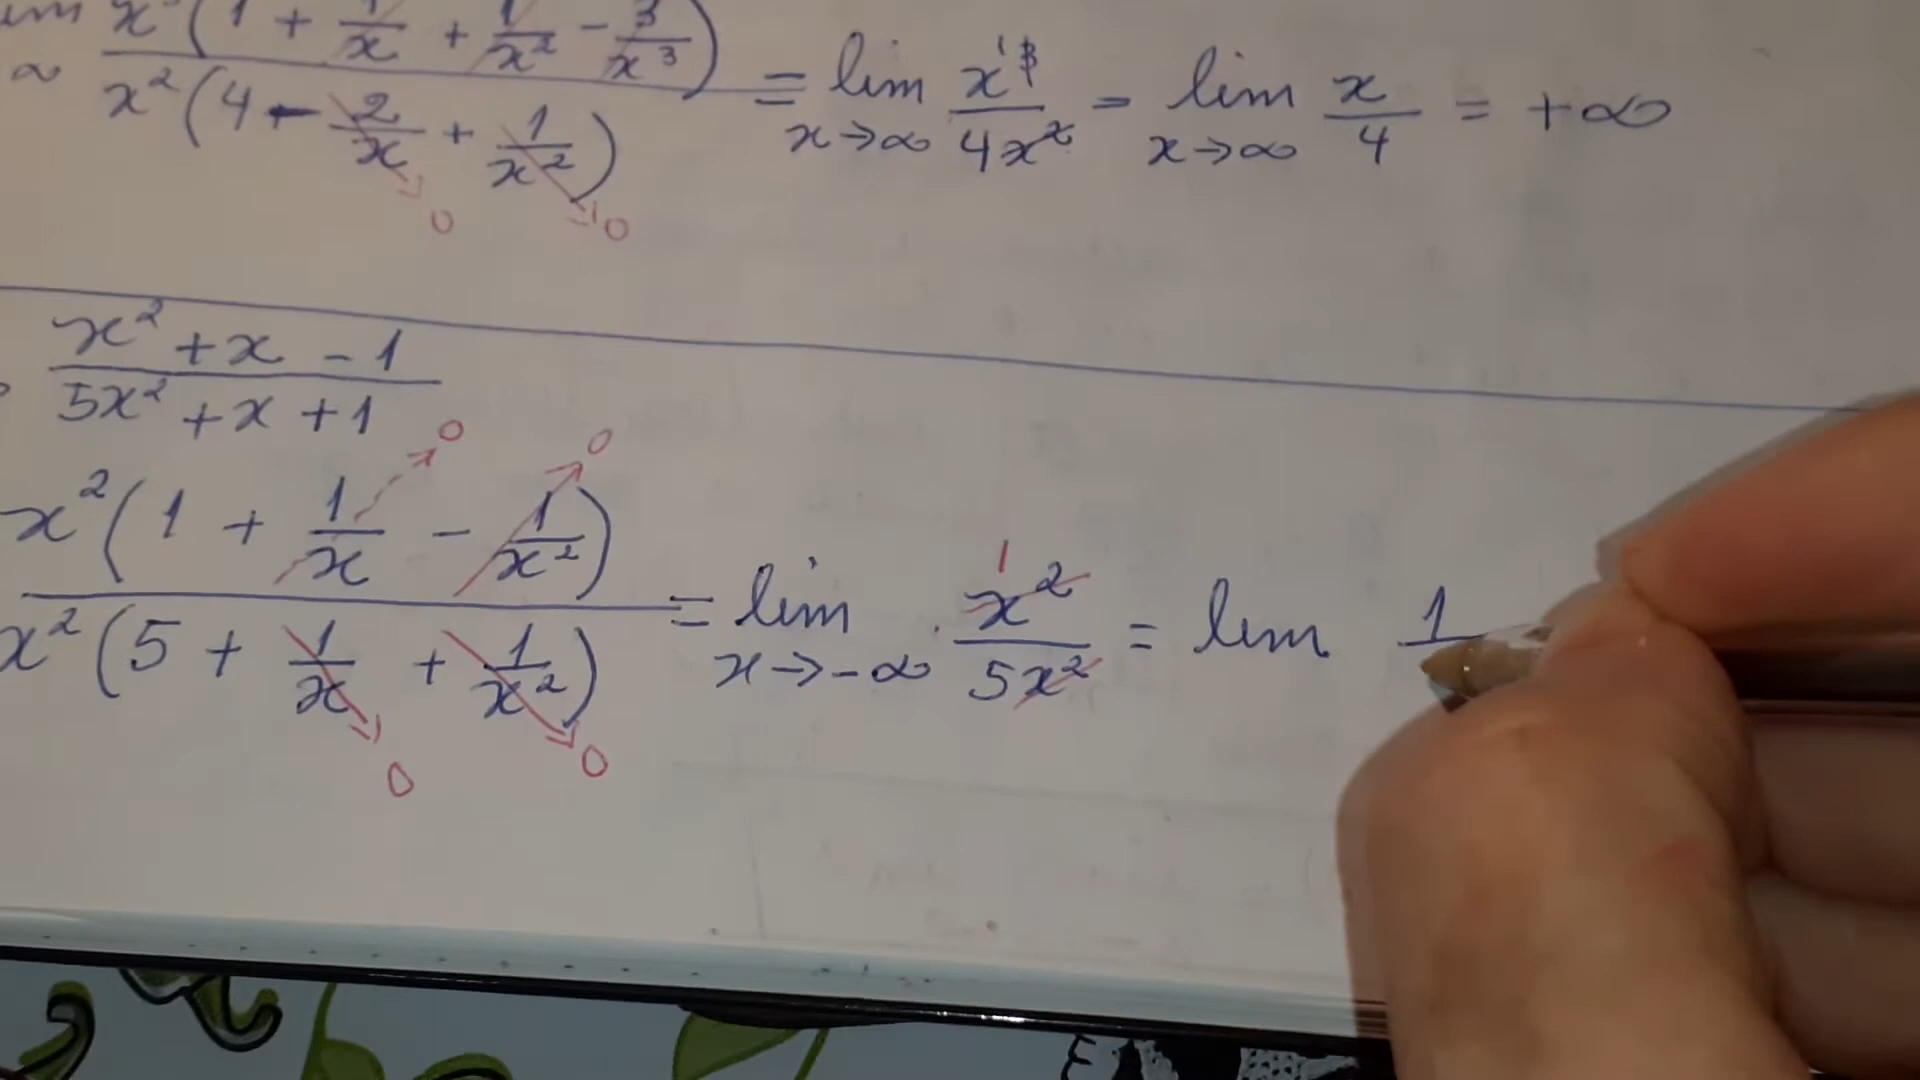 lim x³(1 + 1/x + 1/x² - 3/x³) / x²(4 - 2/x + 1/x²) = lim x→∞ x³/4x² = lim x→∞ x/4 = +∞
∞
0 0
x² + x - 1 / 5x² + x + 1
0 0
x²(1 + 1/x - 1/x²) / x²(5 + 1/x + 1/x²) = lim x→-∞ x²/5x² = lim 1
1
0 0